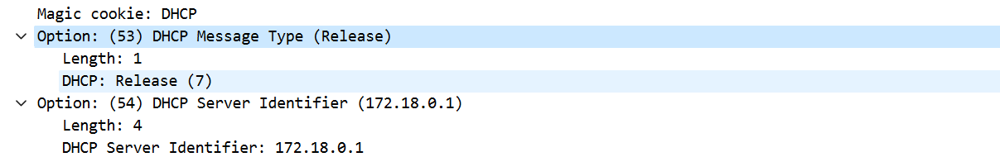 Magic cookie: DHCP
Option: (53) DHCP Message Type (Release)
Length: 1
DHCP: Release (7)
Option: (54) DHCP Server Identifier (172.18.0.1)
Length: 4
DHCP Server Identifier: 172.18.0.1